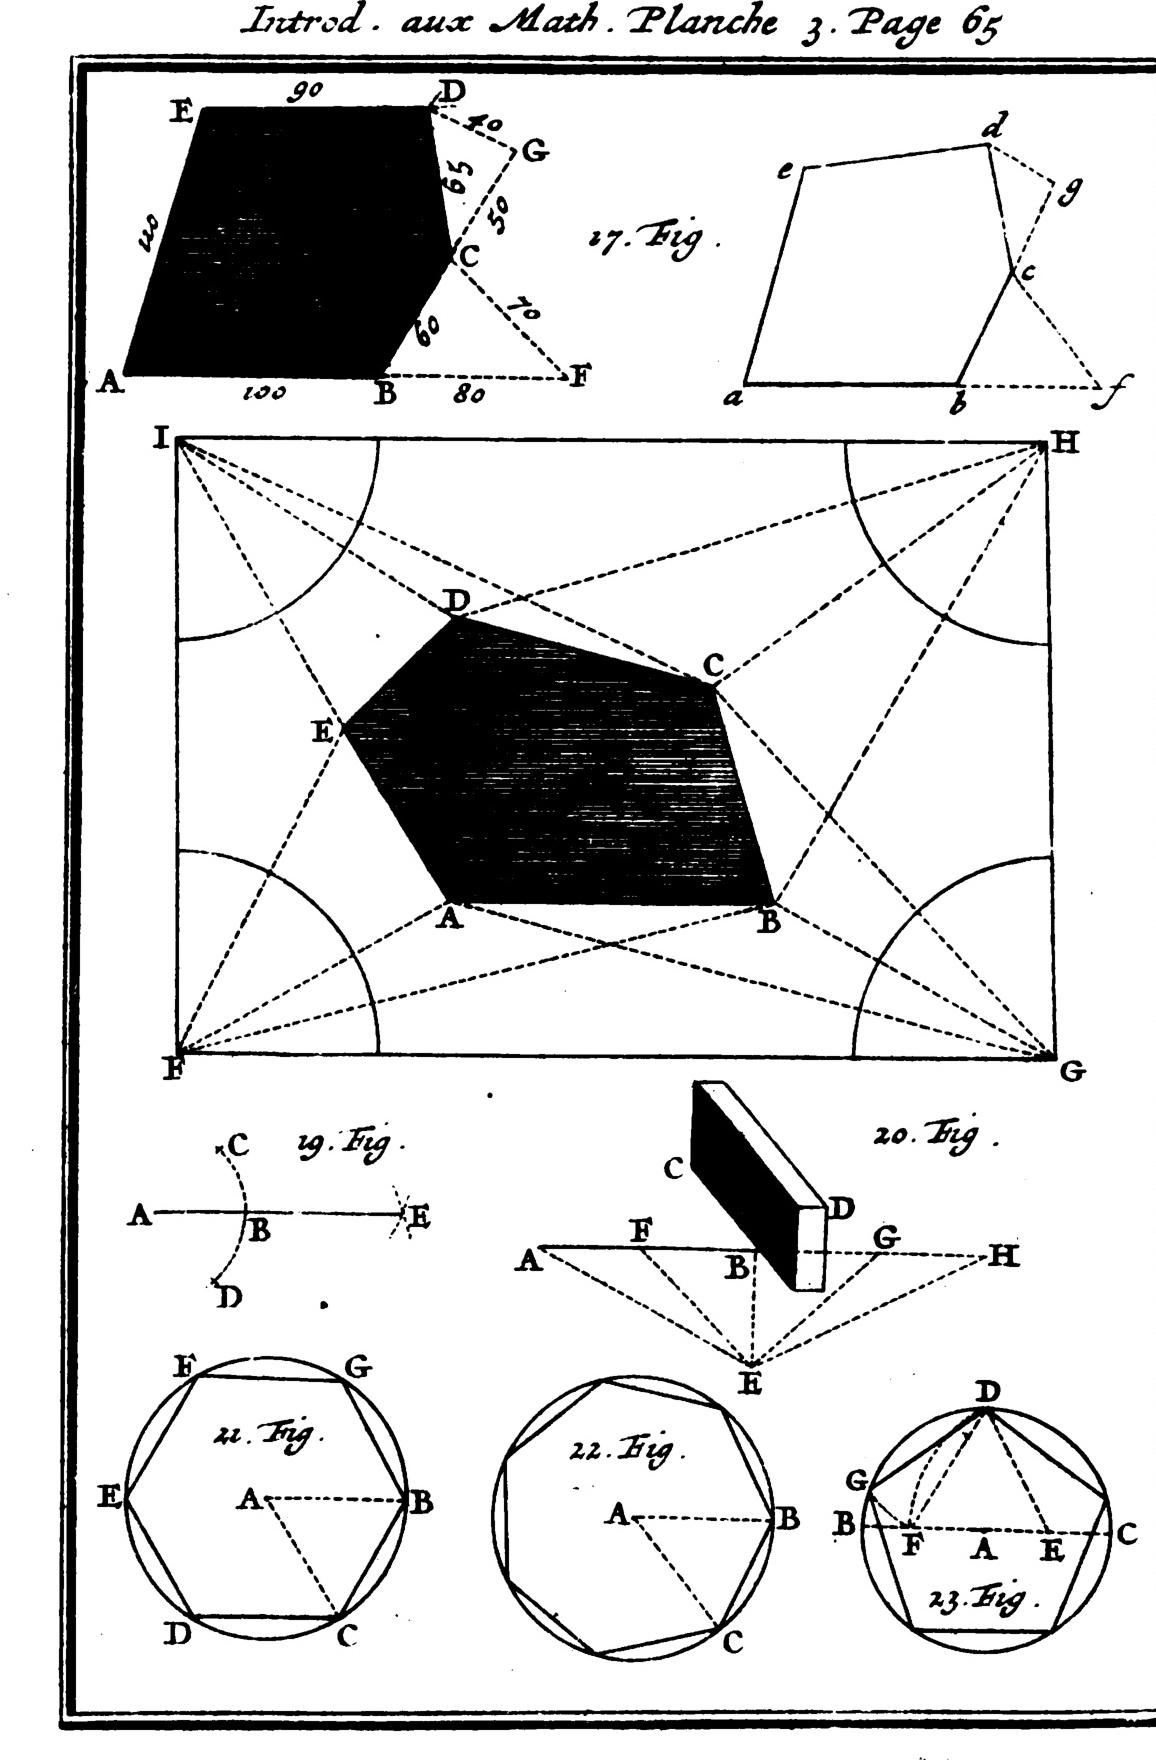 Introd. aux Math. Planche 3. Page 65
E 90 D
40
G
110
65
50
C
17. Fig.
70
60
A 100 B 80 F
d
e
g
c
a b f
I H
D
C
E
A B
F G
19. Fig.
C
A B E
D
20. Fig.
C
D
A F B G H
E
F G
21. Fig.
E A B
D C
22. Fig.
A B
C
D
G
B F A E C
23. Fig.